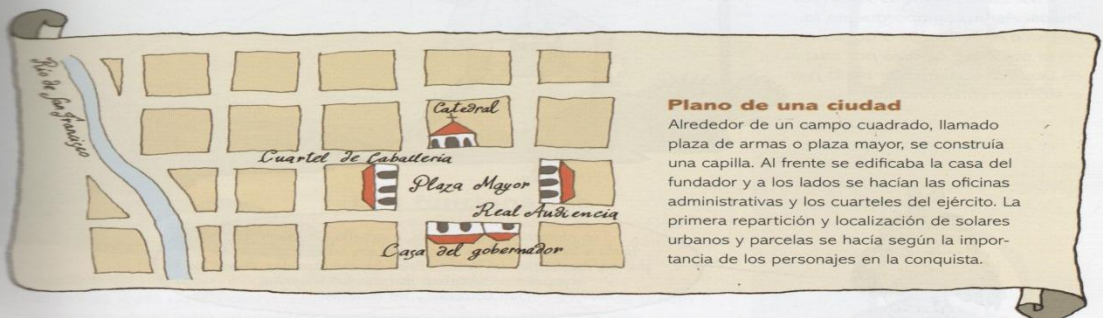 Río de San Francisco
Catedral
Cuartel de Caballería
Plaza Mayor
Real Audiencia
Casa del gobernador
Plano de una ciudad
Alrededor de un campo cuadrado, llamado
plaza de armas o plaza mayor, se construía
una capilla. Al frente se edificaba la casa del
fundador y a los lados se hacían las oficinas
administrativas y los cuarteles del ejército. La
primera repartición y localización de solares
urbanos y parcelas se hacía según la impor-
tancia de los personajes en la conquista.